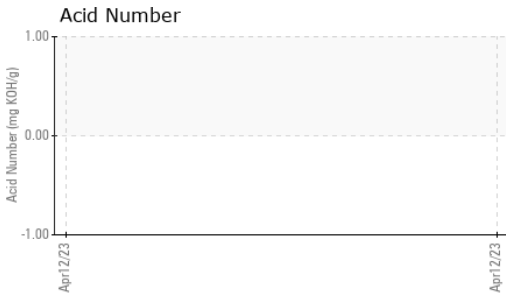 Acid Number
1.00
0.00
-1.00
Acid Number (mg KOH/g)
Apr12/23
Apr12/23